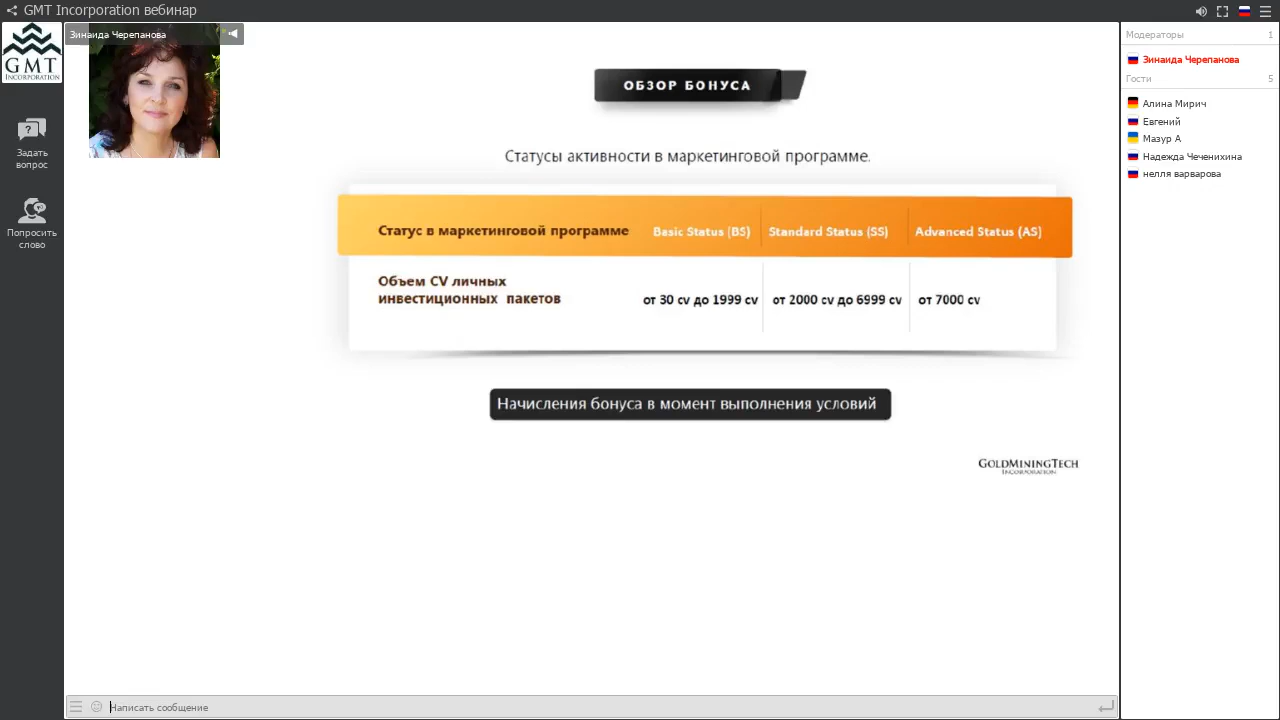 GMT Incorporation вебинар
GMT
INCORPORATION
Зинаида Черепанова
Задать
вопрос
Попросить
слово
ОБЗОР БОНУСА
Статусы активности в маркетинговой программе.
Статус в маркетинговой программе Basic Status (BS) Standard Status (SS) Advanced Status (AS)
Объем CV личных
инвестиционных пакетов
от 30 cv до 1999 cv от 2000 cv до 6999 cv от 7000 cv
Начисления бонуса в момент выполнения условий
GOLDMININGTECH
INCORPORATION
Написать сообщение
Модераторы 1
Зинаида Черепанова
Гости 5
Алина Мирич
Евгений
Мазур А
Надежда Чеченихина
нелля варварова